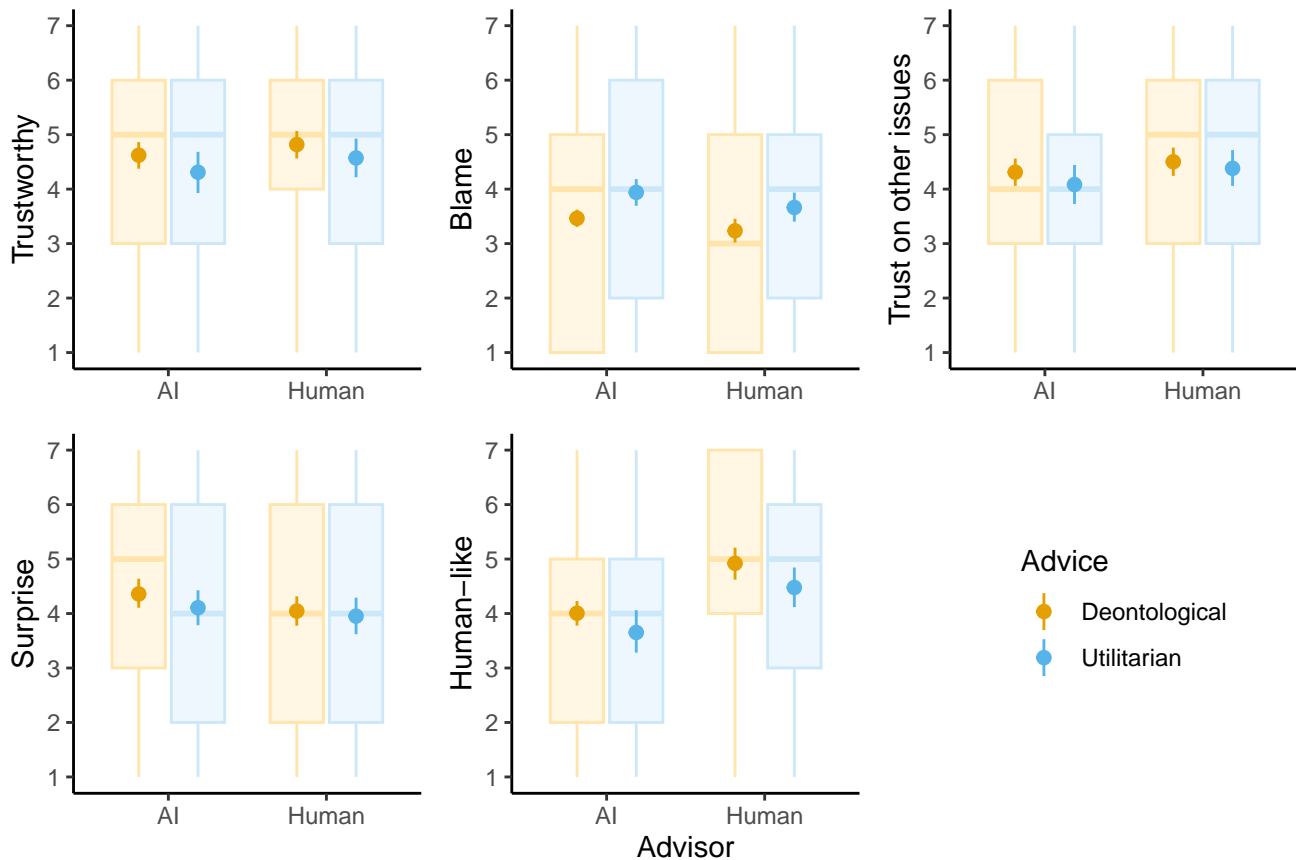 Trustworthy
7
6
5
4
3
2
1
AI
Human
Blame
7
6
5
4
3
2
1
AI
Human
Trust on other issues
7
6
5
4
3
2
1
AI
Human
Surprise
7
6
5
4
3
2
1
AI
Human
Human-like
7
6
5
4
3
2
1
AI
Human
Advisor
Advice
Deontological
Utilitarian